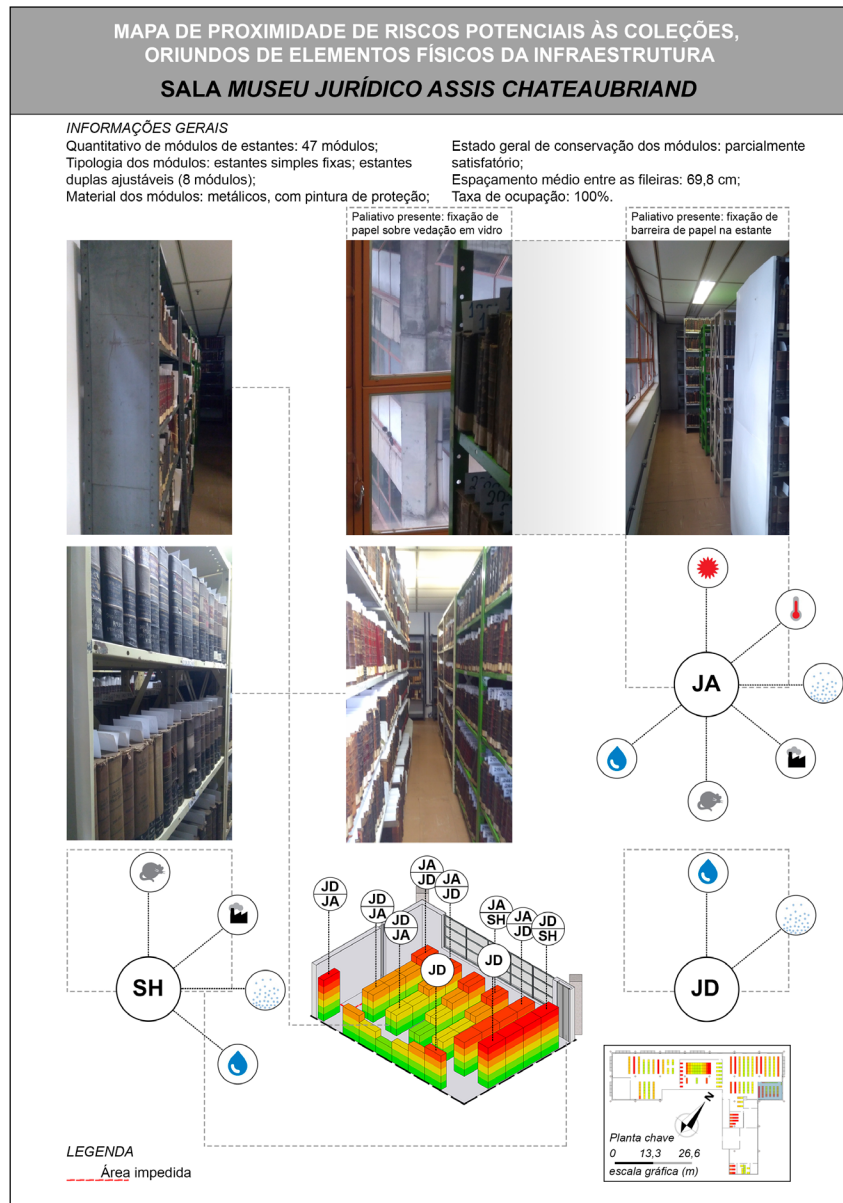 MAPA DE PROXIMIDADE DE RISCOS POTENCIAIS ÀS COLEÇÕES,
ORIUNDOS DE ELEMENTOS FÍSICOS DA INFRAESTRUTURA
SALA MUSEU JURÍDICO ASSIS CHATEAUBRIAND
INFORMAÇÕES GERAIS
Quantitativo de módulos de estantes: 47 módulos;
Tipologia dos módulos: estantes simples fixas; estantes
duplas ajustáveis (8 módulos);
Material dos módulos: metálicos, com pintura de proteção;
Estado geral de conservação dos módulos: parcialmente
satisfatório;
Espaçamento médio entre as fileiras: 69,8 cm;
Taxa de ocupação: 100%.
Paliativo presente: fixação de
papel sobre vedação em vidro
Paliativo presente: fixação de
barreira de papel na estante
JA
SH
JD
JD
JA
JD
JA
JD
JA
JA
JD
JA
JD
JA
SH
JA
JD
JD
SH
JD
JD
N
Planta chave
0 13,3 26,6
escala gráfica (m)
LEGENDA
Área impedida